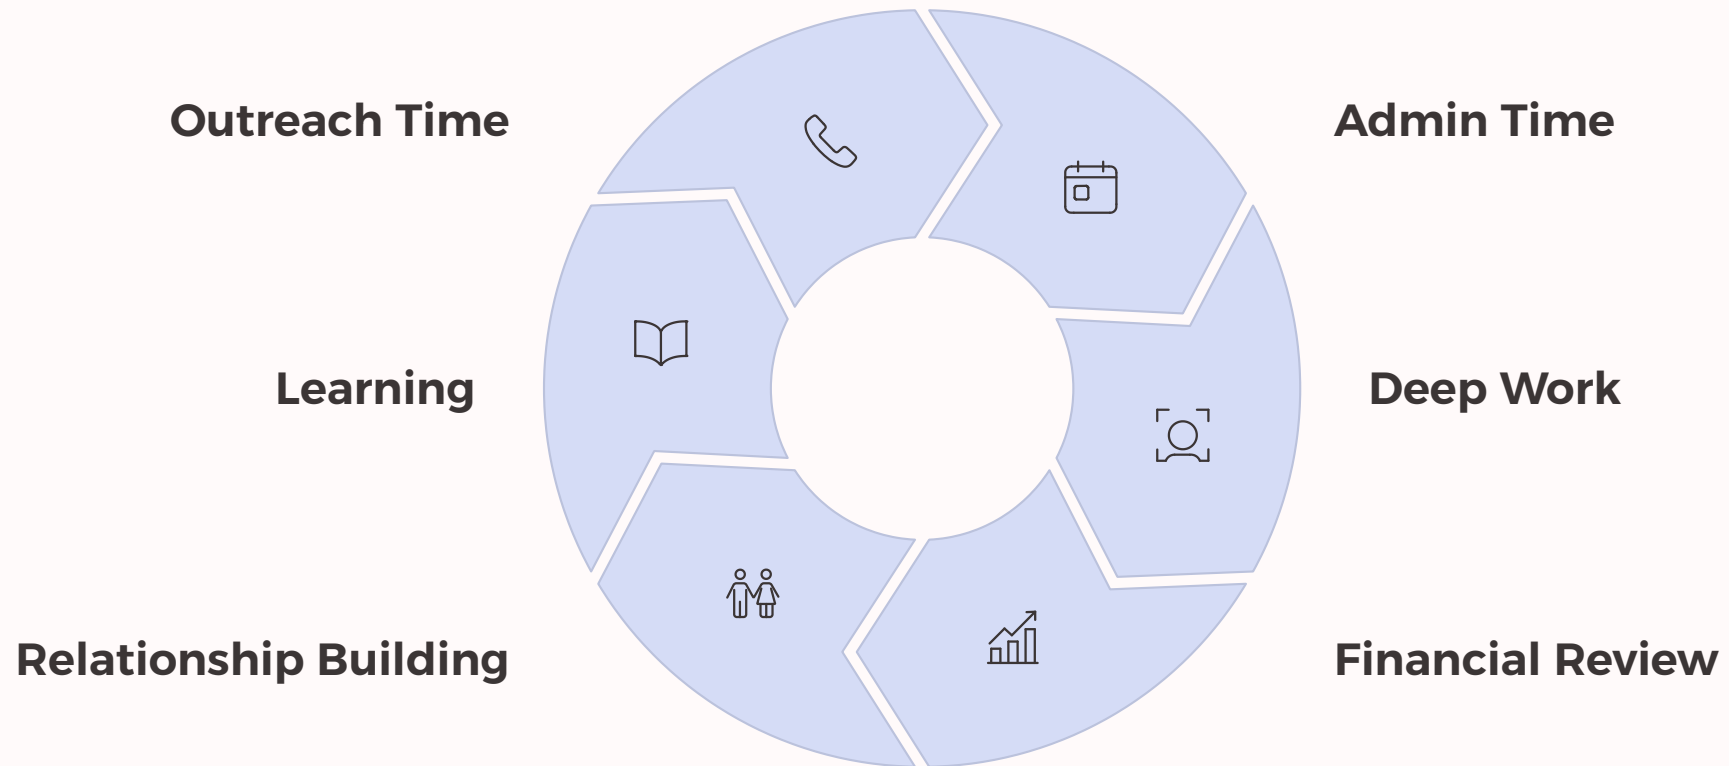 Outreach Time
Admin Time
Learning
Deep Work
Relationship Building
Financial Review